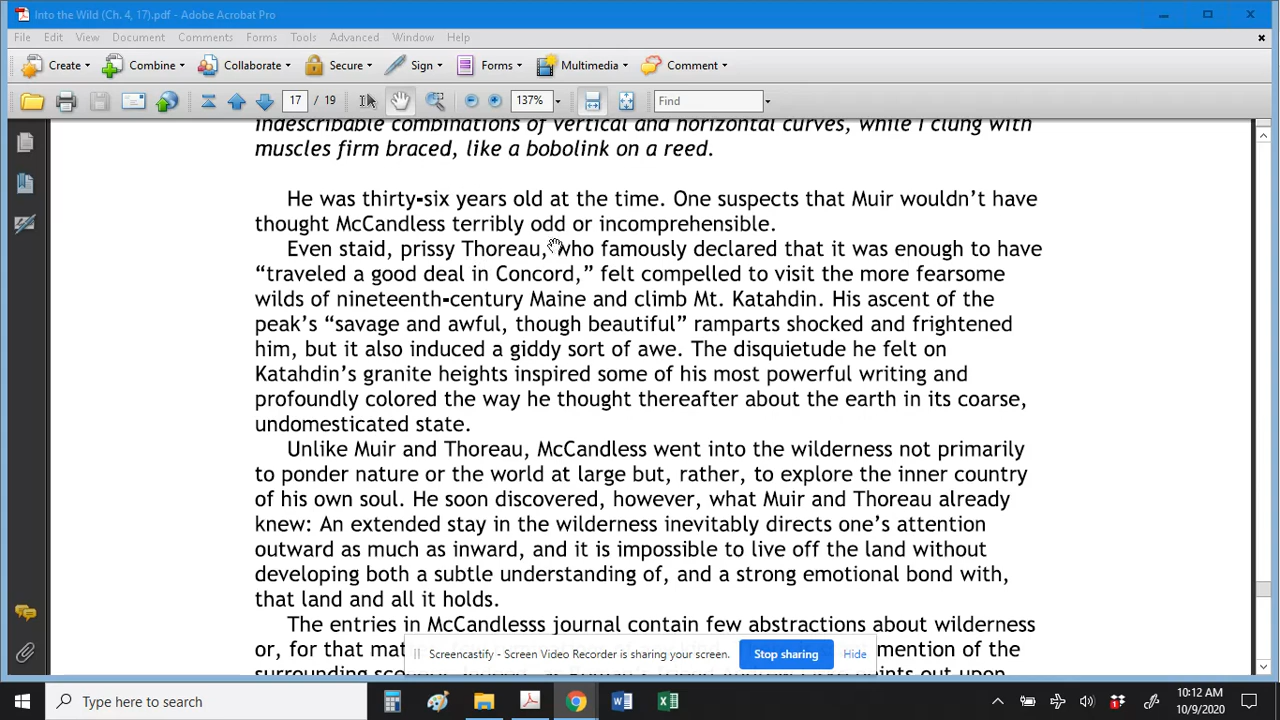 Into the Wild (Ch. 4, 17).pdf - Adobe Acrobat Pro
File Edit View Document Comments Forms Tools Advanced Window Help
Create Combine Collaborate Secure Sign Forms Multimedia Comment
17 / 19 137% Find
indescribable combinations of vertical and horizontal curves, while I clung with
muscles firm braced, like a bobolink on a reed.
He was thirty-six years old at the time. One suspects that Muir wouldn’t have
thought McCandless terribly odd or incomprehensible.
Even staid, prissy Thoreau, who famously declared that it was enough to have
“traveled a good deal in Concord,” felt compelled to visit the more fearsome
wilds of nineteenth-century Maine and climb Mt. Katahdin. His ascent of the
peak’s “savage and awful, though beautiful” ramparts shocked and frightened
him, but it also induced a giddy sort of awe. The disquietude he felt on
Katahdin’s granite heights inspired some of his most powerful writing and
profoundly colored the way he thought thereafter about the earth in its coarse,
undomesticated state.
Unlike Muir and Thoreau, McCandless went into the wilderness not primarily
to ponder nature or the world at large but, rather, to explore the inner country
of his own soul. He soon discovered, however, what Muir and Thoreau already
knew: An extended stay in the wilderness inevitably directs one’s attention
outward as much as inward, and it is impossible to live off the land without
developing both a subtle understanding of, and a strong emotional bond with,
that land and all it holds.
The entries in McCandlesss journal contain few abstractions about wilderness
or, for that mention of the
Screencastify - Screen Video Recorder is sharing your screen. Stop sharing Hide
surrounding points out upon
Type here to search
10:12 AM
10/9/2020